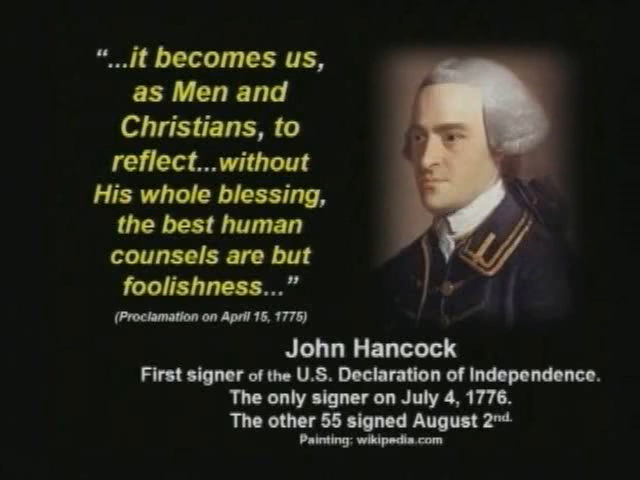 “...it becomes us,
as Men and
Christians, to
reflect...without
His whole blessing,
the best human
counsels are but
foolishness...”
(Proclamation on April 15, 1775)
John Hancock
First signer of the U.S. Declaration of Independence.
The only signer on July 4, 1776.
The other 55 signed August 2nd.
Painting: wikipedia.com